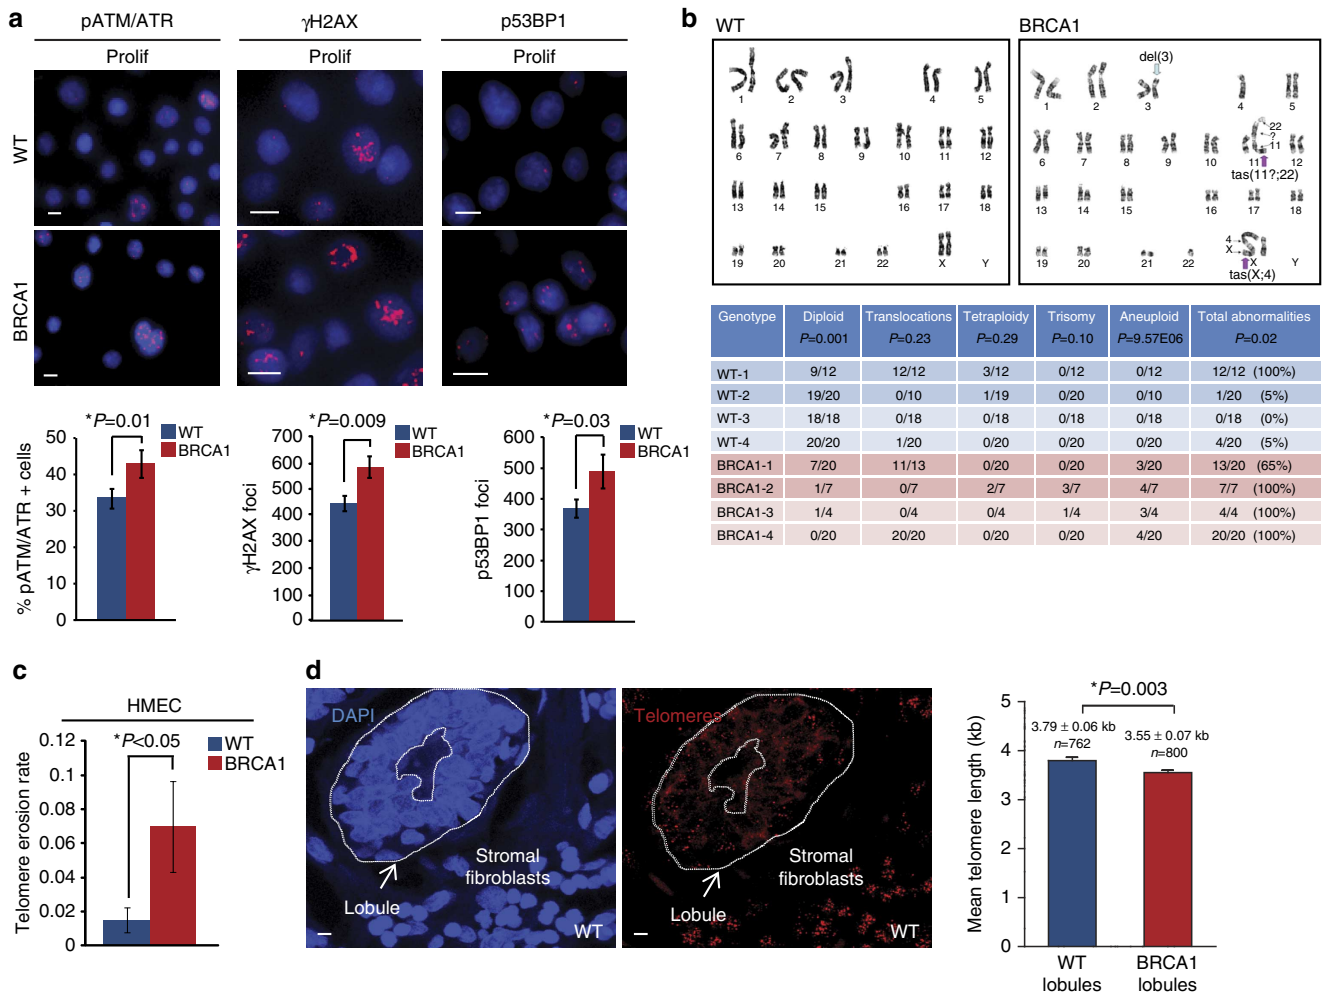 a
pATM/ATR
γH2AX
p53BP1
Prolif
Prolif
Prolif
WT
BRCA1
*P=0.01
WT
BRCA1
% pATM/ATR + cells
50
40
30
20
10
0
*P=0.009
WT
BRCA1
γH2AX foci
700
600
500
400
300
200
100
0
*P=0.03
WT
BRCA1
p53BP1 foci
600
500
400
300
200
100
0
b
WT
1 2 3 4 5
6 7 8 9 10 11 12
13 14 15 16 17 18
19 20 21 22 X Y
BRCA1
del(3)
1 2 3 4 5
22
?
11
6 7 8 9 10 11 12
tas(11?;22)
13 14 15 16 17 18
4
X
19 20 21 22 X Y
tas(X;4)
Genotype Diploid Translocations Tetraploidy Trisomy Aneuploid Total abnormalities
P=0.001 P=0.23 P=0.29 P=0.10 P=9.57E06 P=0.02
WT-1 9/12 12/12 3/12 0/12 0/12 12/12 (100%)
WT-2 19/20 0/10 1/19 0/20 0/10 1/20 (5%)
WT-3 18/18 0/18 0/18 0/18 0/18 0/18 (0%)
WT-4 20/20 1/20 0/20 0/20 0/20 4/20 (5%)
BRCA1-1 7/20 11/13 0/20 0/20 3/20 13/20 (65%)
BRCA1-2 1/7 0/7 2/7 3/7 4/7 7/7 (100%)
BRCA1-3 1/4 0/4 0/4 1/4 3/4 4/4 (100%)
BRCA1-4 0/20 20/20 0/20 0/20 4/20 20/20 (100%)
c
HMEC
*P<0.05
WT
BRCA1
Telomere erosion rate
0.12
0.1
0.08
0.06
0.04
0.02
0
d
DAPI
Stromal
fibroblasts
Lobule
WT
Telomeres
Stromal
fibroblasts
Lobule
WT
*P=0.003
Mean telomere length (kb)
5
4
3
2
1
0
3.79 ± 0.06 kb
n=762
3.55 ± 0.07 kb
n=800
WT
lobules
BRCA1
lobules